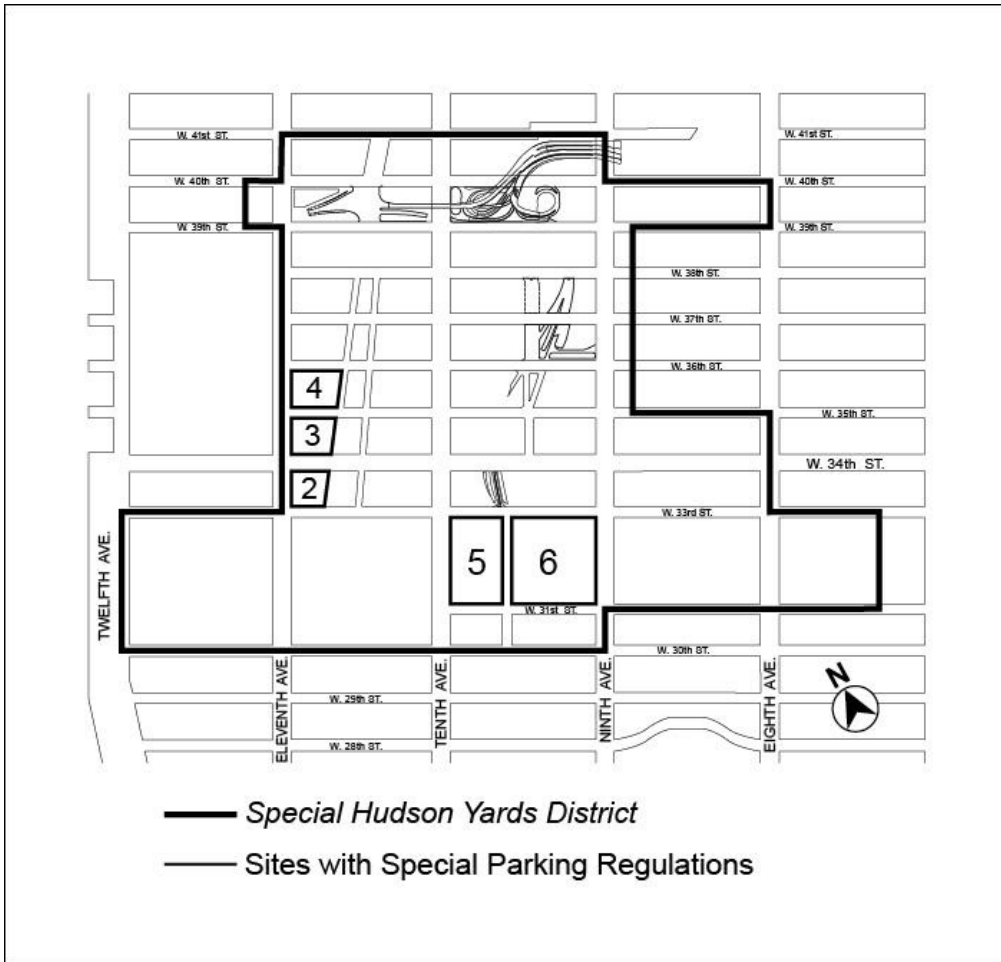 W. 41st ST.
W. 41st ST.
W. 40th ST.
W. 40th ST.
W. 39th ST.
W. 39th ST.
W. 38th ST.
W. 37th ST.
W. 36th ST.
4
W. 35th ST.
3
W. 34th ST.
2
W. 33rd ST.
5
6
TWELFTH AVE.
W. 31st ST.
W. 30th ST.
ELEVENTH AVE.
TENTH AVE.
NINTH AVE.
EIGHTH AVE.
N
W. 29th ST.
W. 28th ST.
Special Hudson Yards District
Sites with Special Parking Regulations